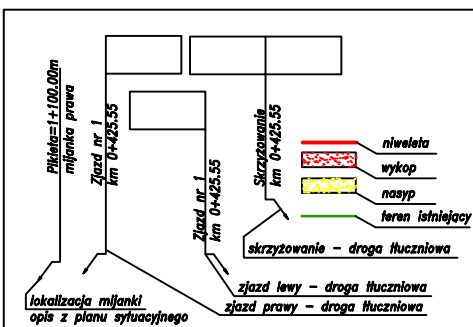 Pikieta=1+100.00m
mijanka prawa
Zjazd nr 1
km 0+425.55
Zjazd nr 1
km 0+425.55
Skrzyżowanie
km 0+425.55
niweleta
wykop
nasyp
teren istniejący
skrzyżowanie – droga tłuczniowa
zjazd lewy – droga tłuczniowa
zjazd prawy – droga tłuczniowa
lokalizacja mijanki
opis z planu sytuacyjnego